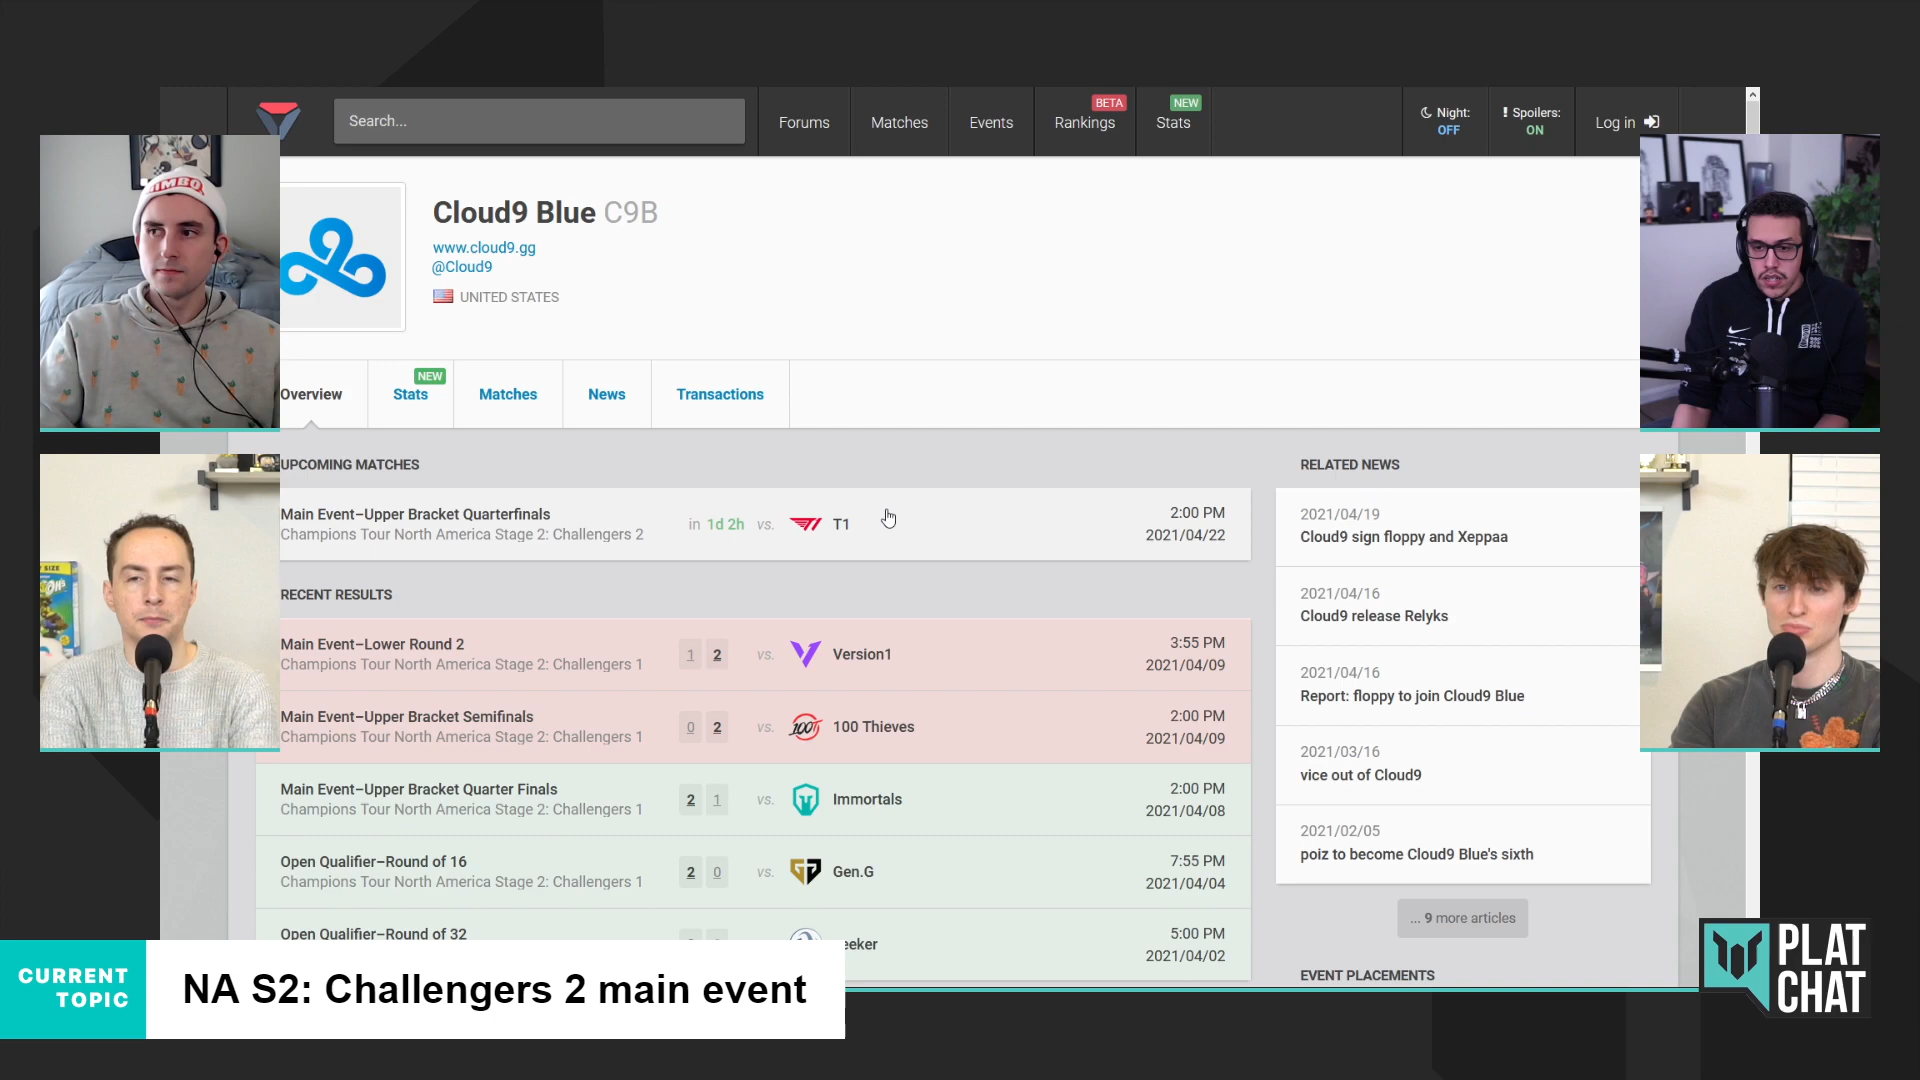 Search...
Forums
Matches
Events
BETA
Rankings
NEW
Stats
Night:
OFF
Spoilers:
ON
Log in
Cloud9 Blue C9B
www.cloud9.gg
@Cloud9
UNITED STATES
Overview
NEW
Stats
Matches
News
Transactions
UPCOMING MATCHES
Main Event–Upper Bracket Quarterfinals
Champions Tour North America Stage 2: Challengers 2
in 1d 2h vs. T1
2:00 PM
2021/04/22
RECENT RESULTS
Main Event–Lower Round 2
Champions Tour North America Stage 2: Challengers 1
1 2 vs. Version1
3:55 PM
2021/04/09
Main Event–Upper Bracket Semifinals
Champions Tour North America Stage 2: Challengers 1
0 2 vs. 100T 100 Thieves
2:00 PM
2021/04/09
Main Event–Upper Bracket Quarter Finals
Champions Tour North America Stage 2: Challengers 1
2 1 vs. Immortals
2:00 PM
2021/04/08
Open Qualifier–Round of 16
Champions Tour North America Stage 2: Challengers 1
2 0 vs. Gen.G
7:55 PM
2021/04/04
Open Qualifier–Round of 32
eeker
5:00 PM
2021/04/02
RELATED NEWS
2021/04/19
Cloud9 sign floppy and Xeppaa
2021/04/16
Cloud9 release Relyks
2021/04/16
Report: floppy to join Cloud9 Blue
2021/03/16
vice out of Cloud9
2021/02/05
poiz to become Cloud9 Blue's sixth
... 9 more articles
EVENT PLACEMENTS
CURRENT
TOPIC
NA S2: Challengers 2 main event
PLAT
CHAT